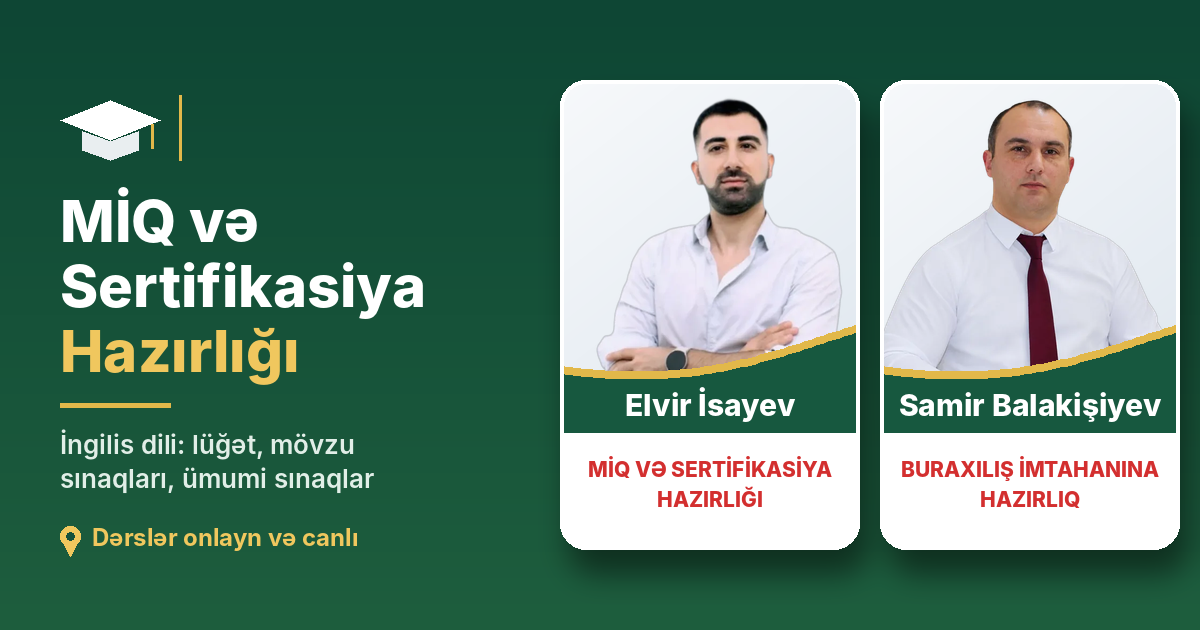 MİQ və
Sertifikasiya
Hazırlığı
İngilis dili: lüğət, mövzu
sınaqları, ümumi sınaqlar
Dərslər onlayn və canlı
Elvir İsayev
MİQ VƏ SERTİFİKASİYA
HAZIRLIĞI
Samir Balakişiyev
BURAXILIŞ İMTAHANINA
HAZIRLIQ